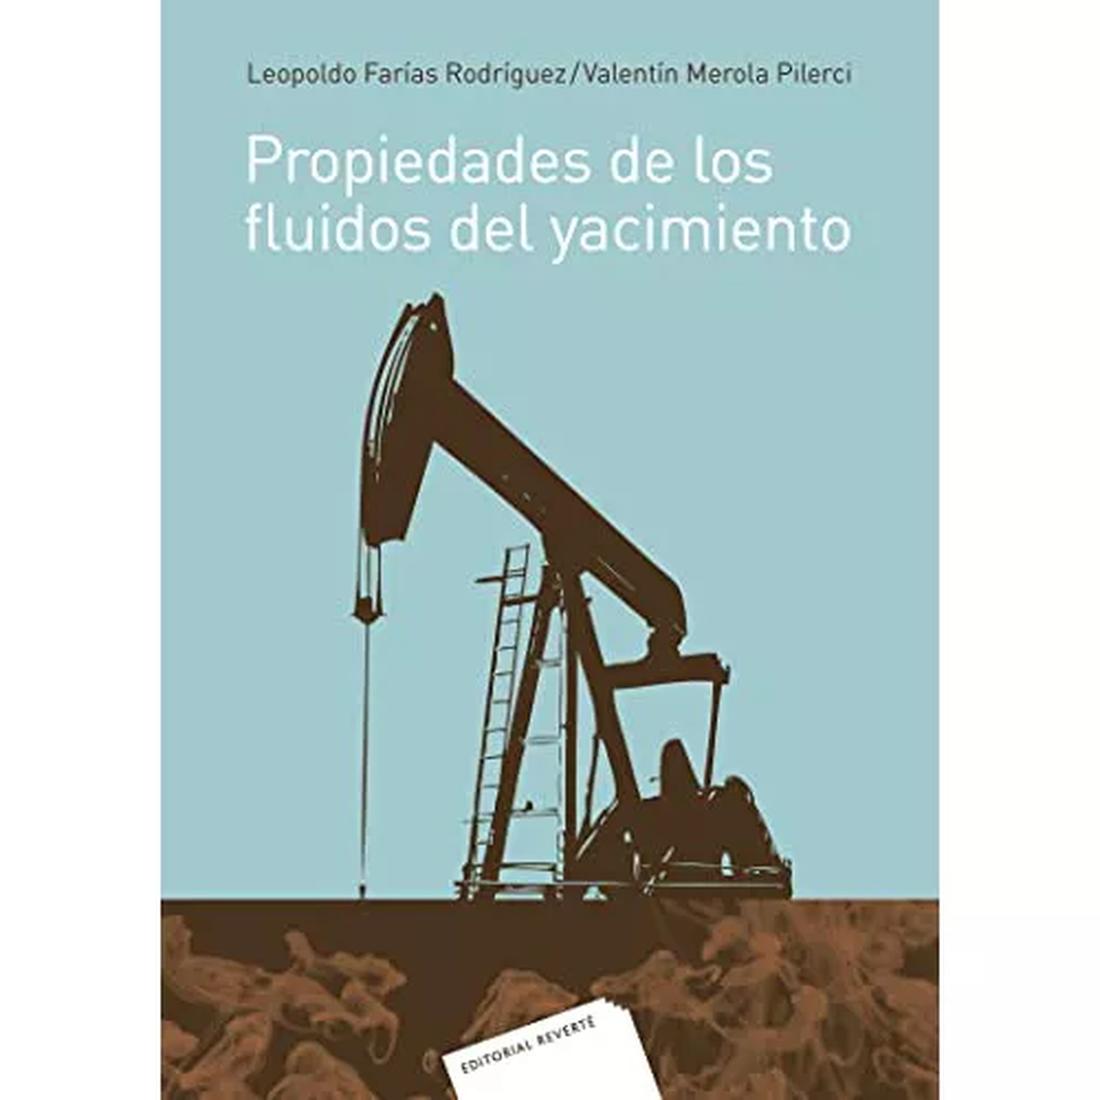 Leopoldo Farías Rodríguez/Valentín Merola Pilerci
Propiedades de los
fluidos del yacimiento
EDITORIAL REVERTÉ